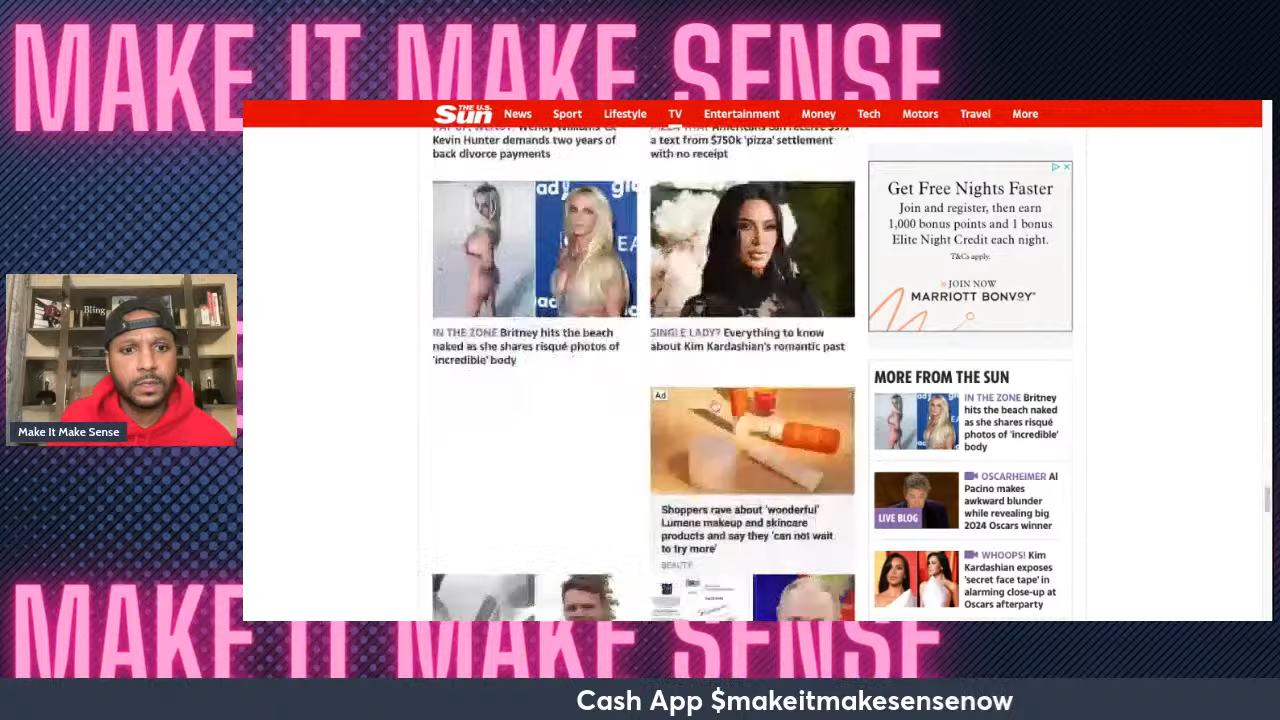 MAKE IT MAKE SENSE
THE U.S.
Sun
News
Sport
Lifestyle
TV
Entertainment
Money
Tech
Motors
Travel
More
Kevin Hunter demands two years of
back divorce payments
a text from $750k 'pizza' settlement
with no receipt
IN THE ZONE Britney hits the beach
naked as she shares risqué photos of
'incredible' body
SINGLE LADY? Everything to know
about Kim Kardashian's romantic past
Ad
Shoppers rave about 'wonderful'
Lumene makeup and skincare
products and say they 'can not wait
to try more'
BEAUTY
Get Free Nights Faster
Join and register, then earn
1,000 bonus points and 1 bonus
Elite Night Credit each night.
T&Cs apply.
JOIN NOW
MARRIOTT BONVOY
MORE FROM THE SUN
IN THE ZONE Britney
hits the beach naked
as she shares risqué
photos of 'incredible'
body
OSCARHEIMER Al
Pacino makes
awkward blunder
while revealing big
2024 Oscars winner
LIVE BLOG
WHOOPS! Kim
Kardashian exposes
'secret face tape' in
alarming close-up at
Oscars afterparty
Bling
Make It Make Sense
MAKE IT MAKE SENSE
Cash App $makeitmakesensenow